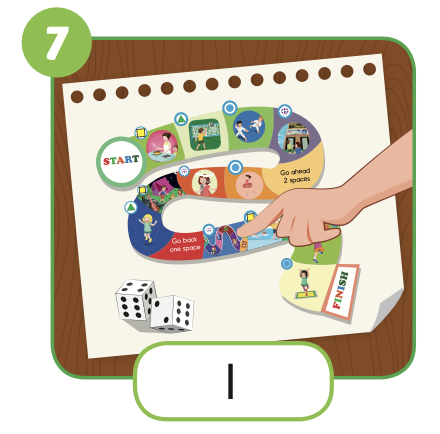 7
START
Go ahead
2 spaces
Go back
one space
FINISH
l